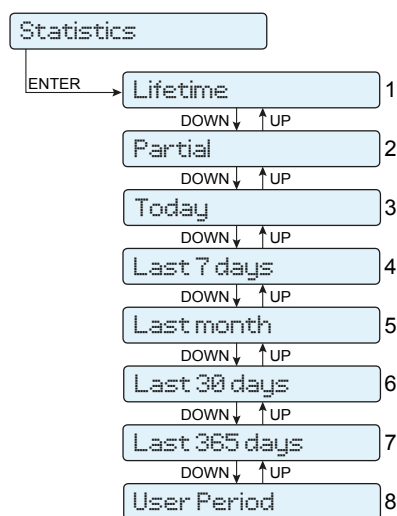 Statistics
ENTER
Lifetime 1
DOWN UP
Partial 2
DOWN UP
Today 3
DOWN UP
Last 7 days 4
DOWN UP
Last month 5
DOWN UP
Last 30 days 6
DOWN UP
Last 365 days 7
DOWN UP
User Period 8